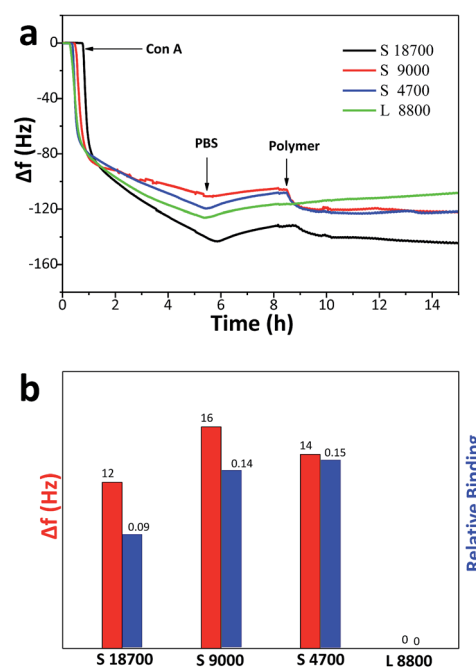 a
Con A
S 18700
S 9000
S 4700
L 8800
PBS
Polymer
0
-40
-80
-120
-160
Δf (Hz)
0 2 4 6 8 10 12 14
Time (h)
b
12
0.09
16
0.14
14
0.15
0 0
Δf (Hz)
Relative Binding
S 18700 S 9000 S 4700 L 8800